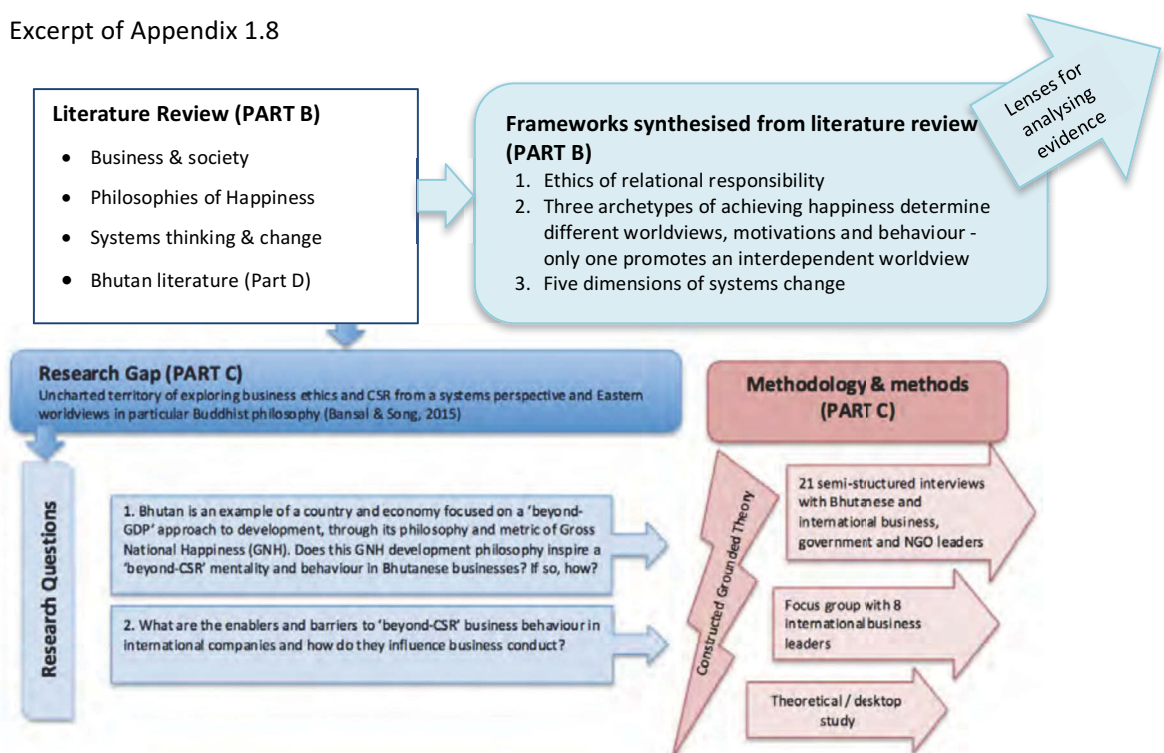 Excerpt of Appendix 1.8
Literature Review (PART B)
• Business & society
• Philosophies of Happiness
• Systems thinking & change
• Bhutan literature (Part D)
Frameworks synthesised from literature review
(PART B)
1. Ethics of relational responsibility
2. Three archetypes of achieving happiness determine
different worldviews, motivations and behaviour -
only one promotes an interdependent worldview
3. Five dimensions of systems change
Lenses for
analysing
evidence
Research Gap (PART C)
Uncharted territory of exploring business ethics and CSR from a systems perspective and Eastern
worldviews in particular Buddhist philosophy (Bansal & Song, 2015)
Methodology & methods
(PART C)
Research Questions
1. Bhutan is an example of a country and economy focused on a 'beyond-
GDP' approach to development, through its philosophy and metric of Gross
National Happiness (GNH). Does this GNH development philosophy inspire a
'beyond-CSR' mentality and behaviour in Bhutanese businesses? If so, how?
2. What are the enablers and barriers to 'beyond-CSR' business behaviour in
international companies and how do they influence business conduct?
Constructed Grounded Theory
21 semi-structured interviews
with Bhutanese and
international business,
government and NGO leaders
Focus group with 8
international business
leaders
Theoretical / desktop
study